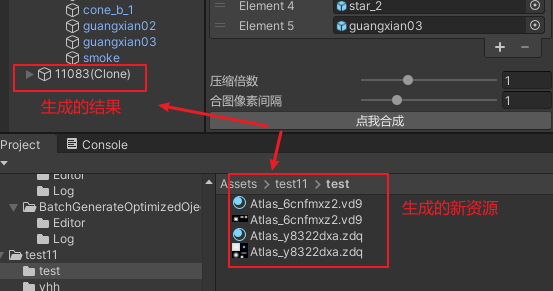 cone_b_1
guangxian02
guangxian03
smoke
11083(Clone)
生成的结果
Element 4 star_2
Element 5 guangxian03
+ −
压缩倍数 1
合图像素间隔 1
点我合成
Project Console
Editor
Log
BatchGenerateOptimizedOje
Editor
Log
test11
test
yhh
Assets > test11 > test
Atlas_6cnfmxz2.vd9
Atlas_6cnfmxz2.vd9
Atlas_y8322dxa.zdq
Atlas_y8322dxa.zdq
生成的新资源